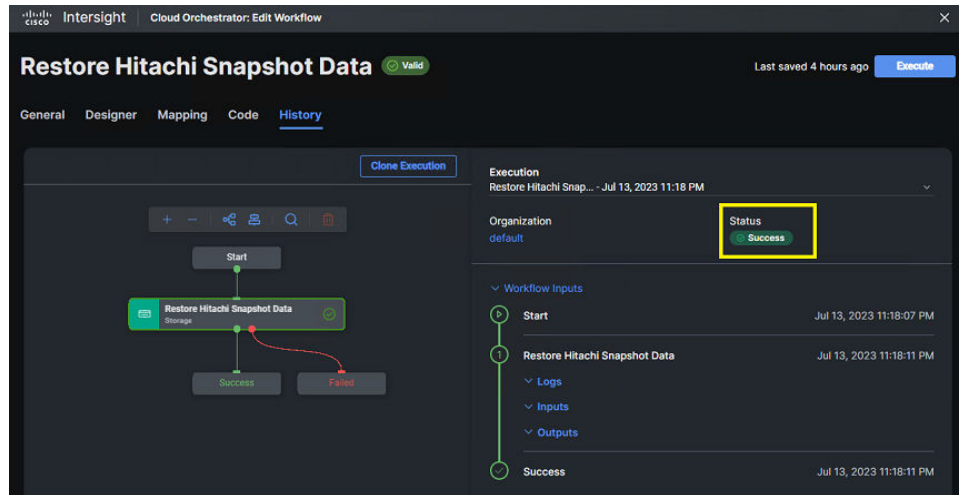 cisco Intersight Cloud Orchestrator: Edit Workflow
Restore Hitachi Snapshot Data Valid
Last saved 4 hours ago Execute
General Designer Mapping Code History
Clone Execution
Start
Restore Hitachi Snapshot Data
Storage
Success Failed
Execution
Restore Hitachi Snap... - Jul 13, 2023 11:18 PM
Organization Status
default Success
Workflow Inputs
Start Jul 13, 2023 11:18:07 PM
1 Restore Hitachi Snapshot Data Jul 13, 2023 11:18:11 PM
Logs
Inputs
Outputs
Success Jul 13, 2023 11:18:11 PM